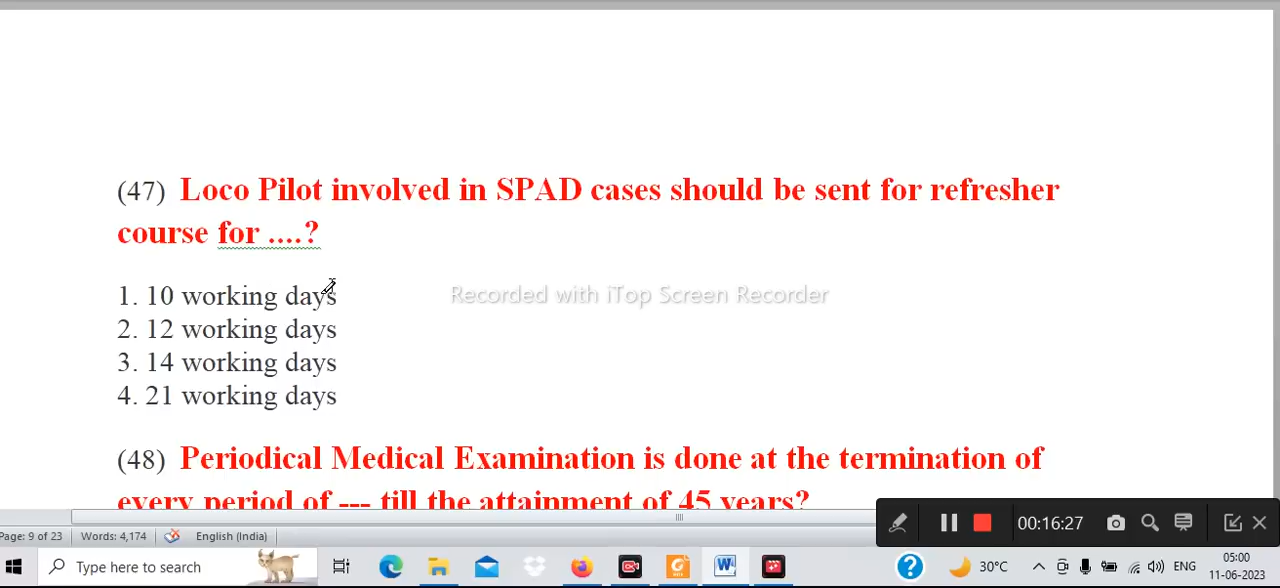 (47) Loco Pilot involved in SPAD cases should be sent for refresher
course for ....?
1. 10 working days
Recorded with iTop Screen Recorder
2. 12 working days
3. 14 working days
4. 21 working days
(48) Periodical Medical Examination is done at the termination of
every period of --- till the attainment of 45 years?
00:16:27
Page: 9 of 23 Words: 4,174 English (India)
Type here to search
30°C ENG
05:00
11-06-2023